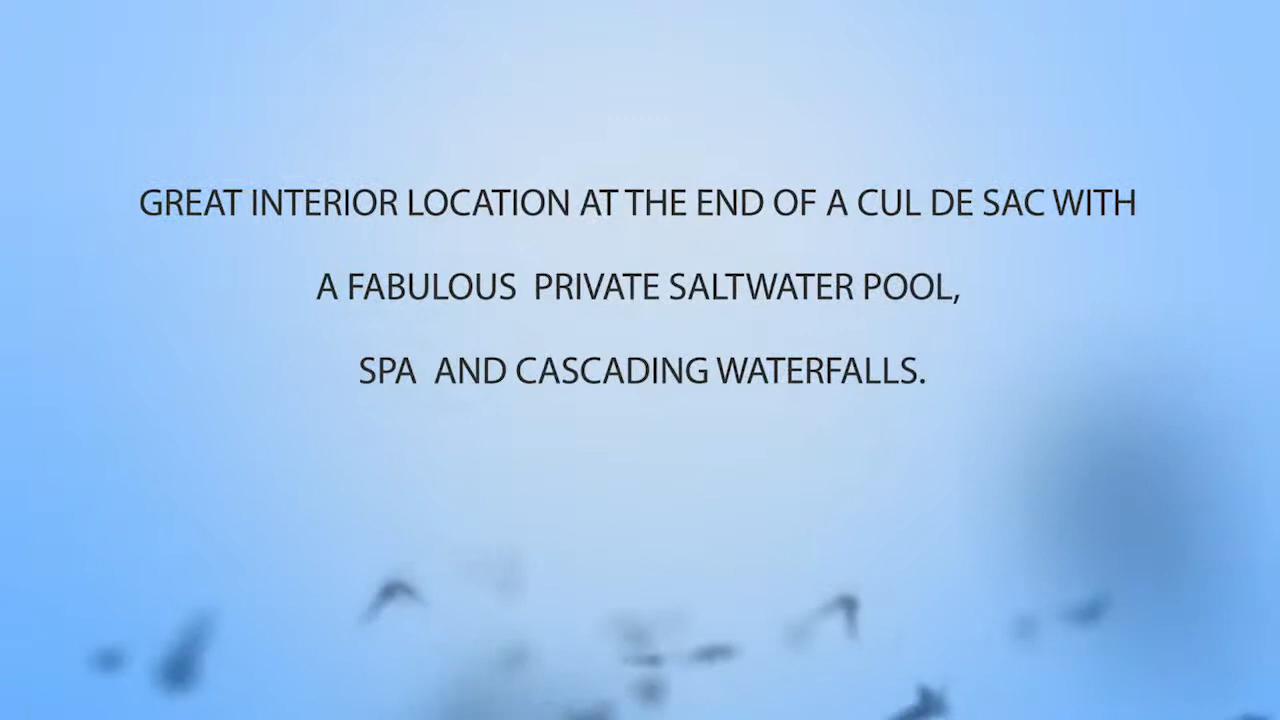 GREAT INTERIOR LOCATION AT THE END OF A CUL DE SAC WITH
A FABULOUS  PRIVATE SALTWATER POOL,
SPA  AND CASCADING WATERFALLS.